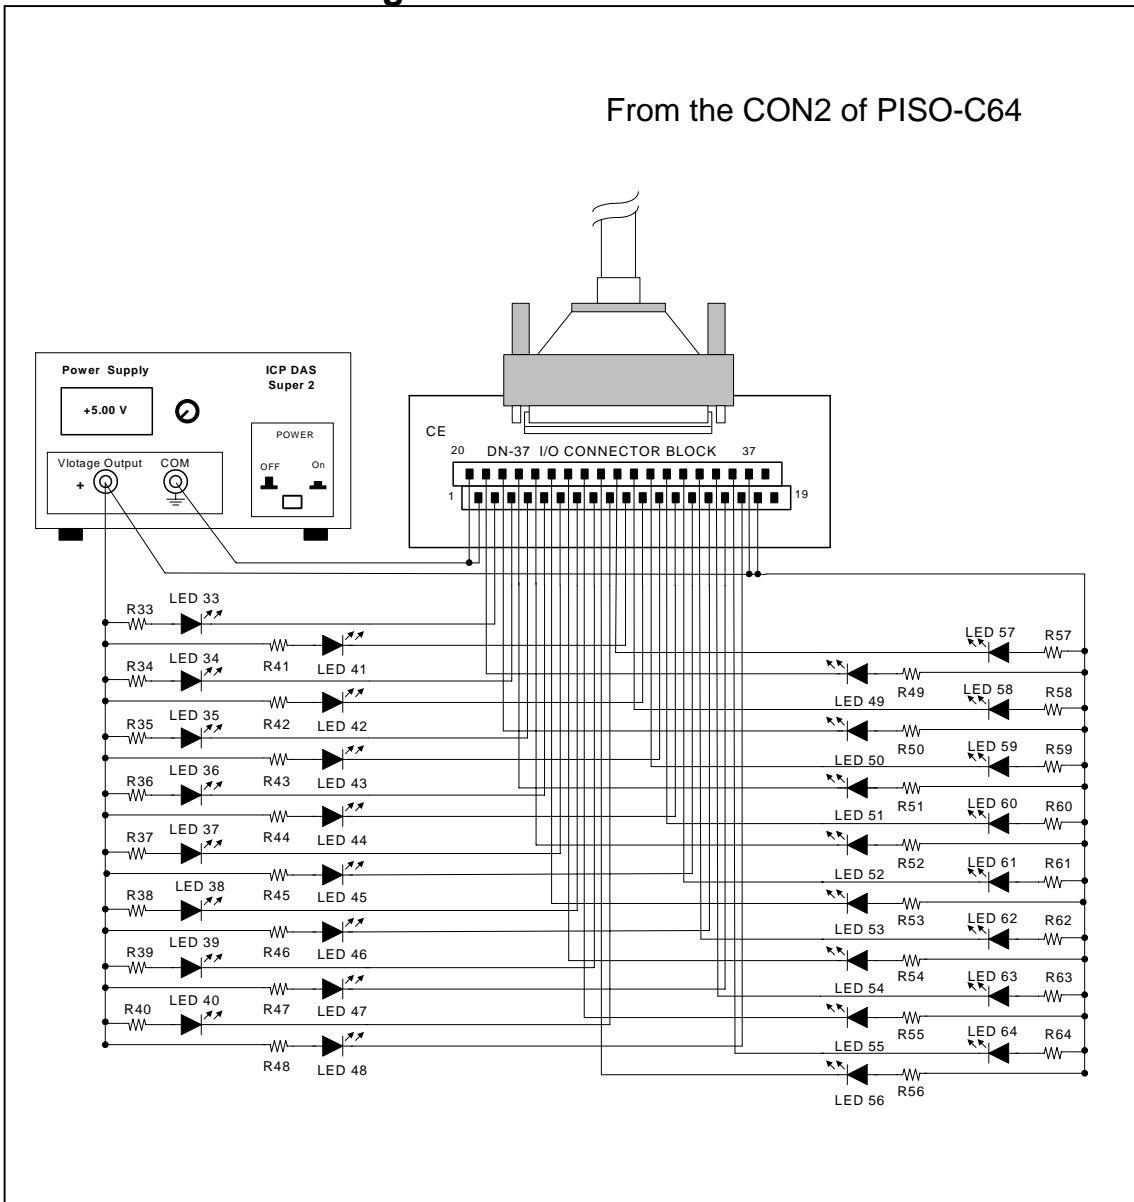 From the CON2 of PISO-C64
Power Supply
ICP DAS
Super 2
+5.00 V
POWER
OFF
On
Vlotage Output
COM
+
CE
20
DN-37 I/O CONNECTOR BLOCK
37
1
19
R33
LED 33
R41
LED 41
R34
LED 34
R42
LED 42
R35
LED 35
R43
LED 43
R36
LED 36
R44
LED 44
R37
LED 37
R45
LED 45
R38
LED 38
R46
LED 46
R39
LED 39
R47
LED 47
R40
LED 40
R48
LED 48
LED 57
R57
LED 49
R49
LED 58
R58
LED 50
R50
LED 59
R59
LED 51
R51
LED 60
R60
LED 52
R52
LED 61
R61
LED 53
R53
LED 62
R62
LED 54
R54
LED 63
R63
LED 55
R55
LED 64
R64
LED 56
R56